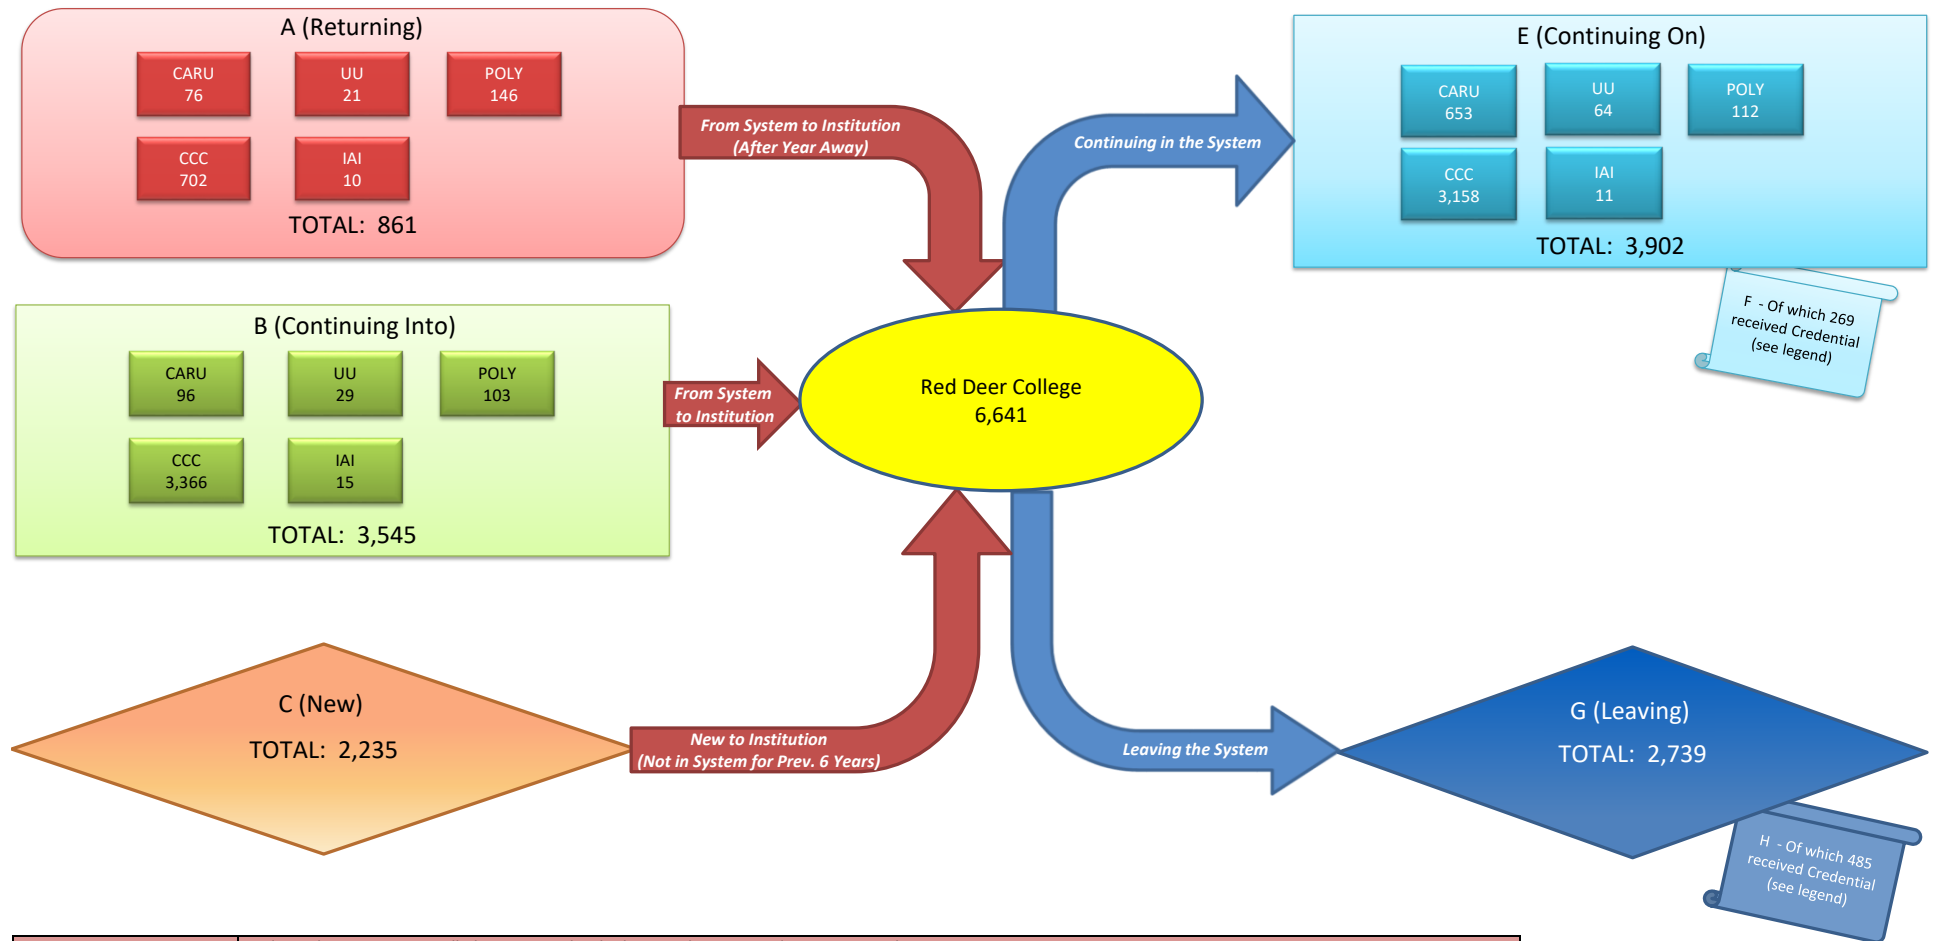 A (Returning)
CARU
76
UU
21
POLY
146
CCC
702
IAI
10
TOTAL: 861
From System to Institution
(After Year Away)
B (Continuing Into)
CARU
96
UU
29
POLY
103
CCC
3,366
IAI
15
TOTAL: 3,545
From System
to Institution
C (New)
TOTAL: 2,235
New to Institution
(Not in System for Prev. 6 Years)
Red Deer College
6,641
Continuing in the System
E (Continuing On)
CARU
653
UU
64
POLY
112
CCC
3,158
IAI
11
TOTAL: 3,902
F - Of which 269
received Credential
(see legend)
Leaving the System
G (Leaving)
TOTAL: 2,739
H - Of which 485
received Credential
(see legend)